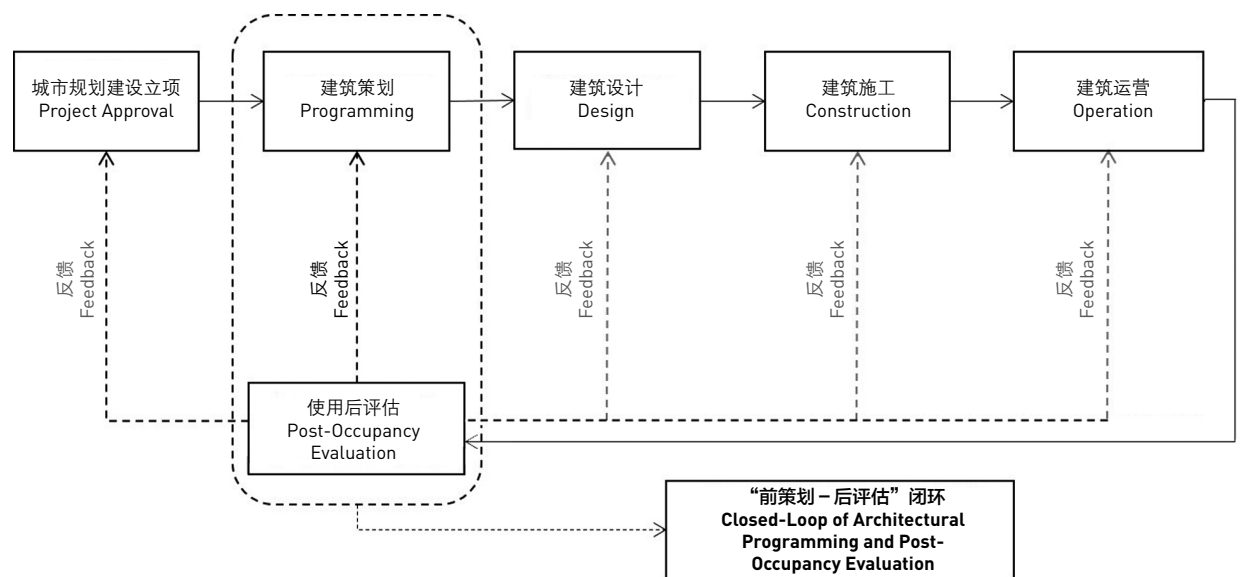 城市规划建设立项
Project Approval
建筑策划
Programming
建筑设计
Design
建筑施工
Construction
建筑运营
Operation
反馈
Feedback
反馈
Feedback
反馈
Feedback
反馈
Feedback
反馈
Feedback
使用后评估
Post-Occupancy
Evaluation
“前策划－后评估”闭环
Closed-Loop of Architectural
Programming and Post-
Occupancy Evaluation